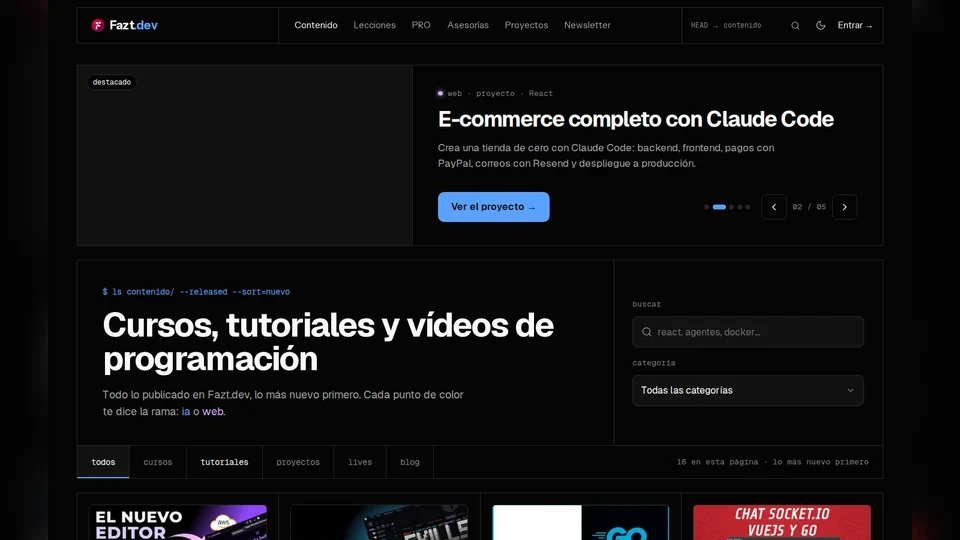 Fazt.dev
Contenido
Lecciones
PRO
Asesorías
Proyectos
Newsletter
HEAD → contenido
Entrar →
destacado
web · proyecto · React
E-commerce completo con Claude Code
Crea una tienda de cero con Claude Code: backend, frontend, pagos con
PayPal, correos con Resend y despliegue a producción.
Ver el proyecto →
02 / 05
$ ls contenido/ --released --sort=nuevo
Cursos, tutoriales y vídeos de
programación
Todo lo publicado en Fazt.dev, lo más nuevo primero. Cada punto de color
te dice la rama: ia o web.
buscar
react, agentes, docker…
categoría
Todas las categorías
todos
cursos
tutoriales
proyectos
lives
blog
16 en esta página · lo más nuevo primero
EL NUEVO
EDITOR
aws
GO
CHAT SOCKET.IO
VUEJS Y GO